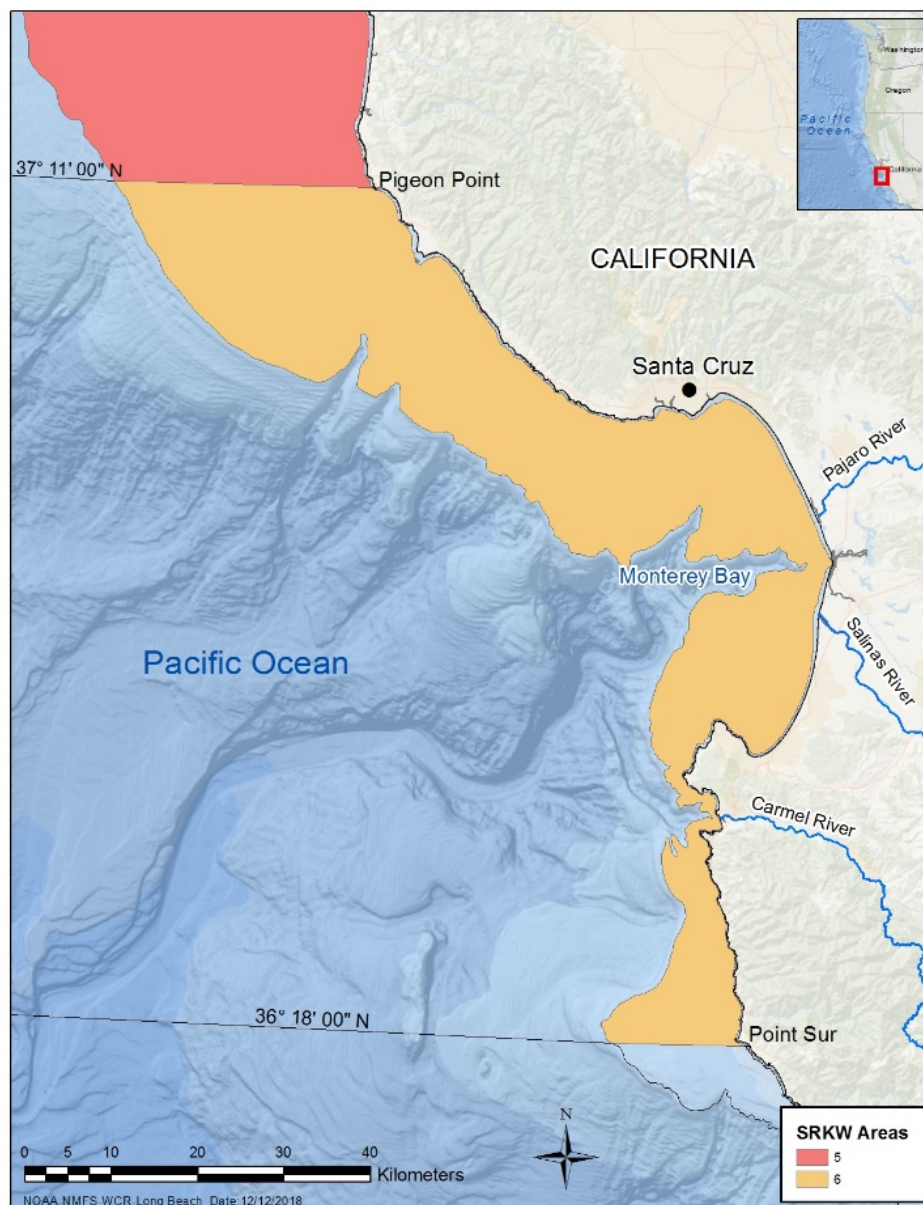 Washington
Oregon
Pacific
Ocean
California
37° 11' 00" N
Pigeon Point
CALIFORNIA
Santa Cruz
Pajaro River
Monterey Bay
Salinas River
Pacific Ocean
Carmel River
36° 18' 00" N
Point Sur
N
SRKW Areas
5
6
0 5 10 20 30 40
Kilometers
NOAA NMFS WCR Long Beach Date: 12/12/2018